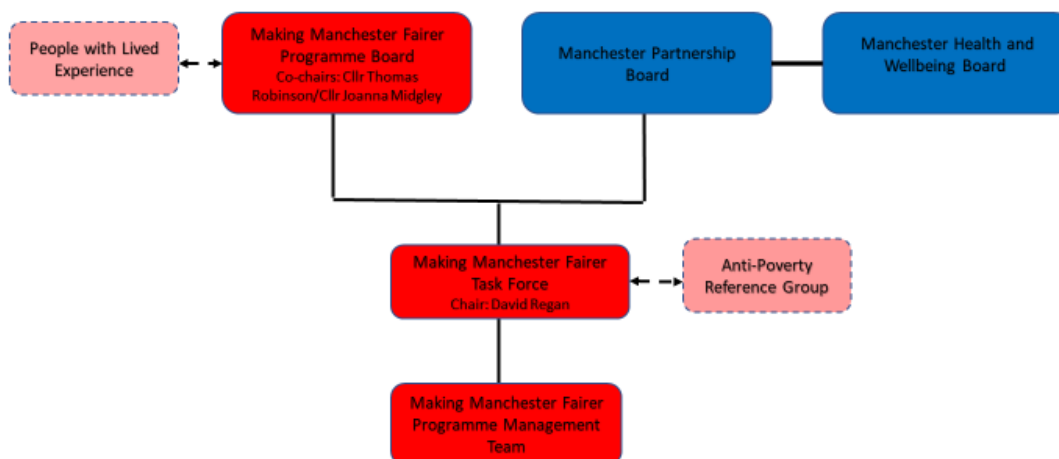 People with Lived
Experience
Making Manchester Fairer
Programme Board
Co-chairs: Cllr Thomas
Robinson/Cllr Joanna Midgley
Manchester Partnership
Board
Manchester Health and
Wellbeing Board
Making Manchester Fairer
Task Force
Chair: David Regan
Anti-Poverty
Reference Group
Making Manchester Fairer
Programme Management
Team